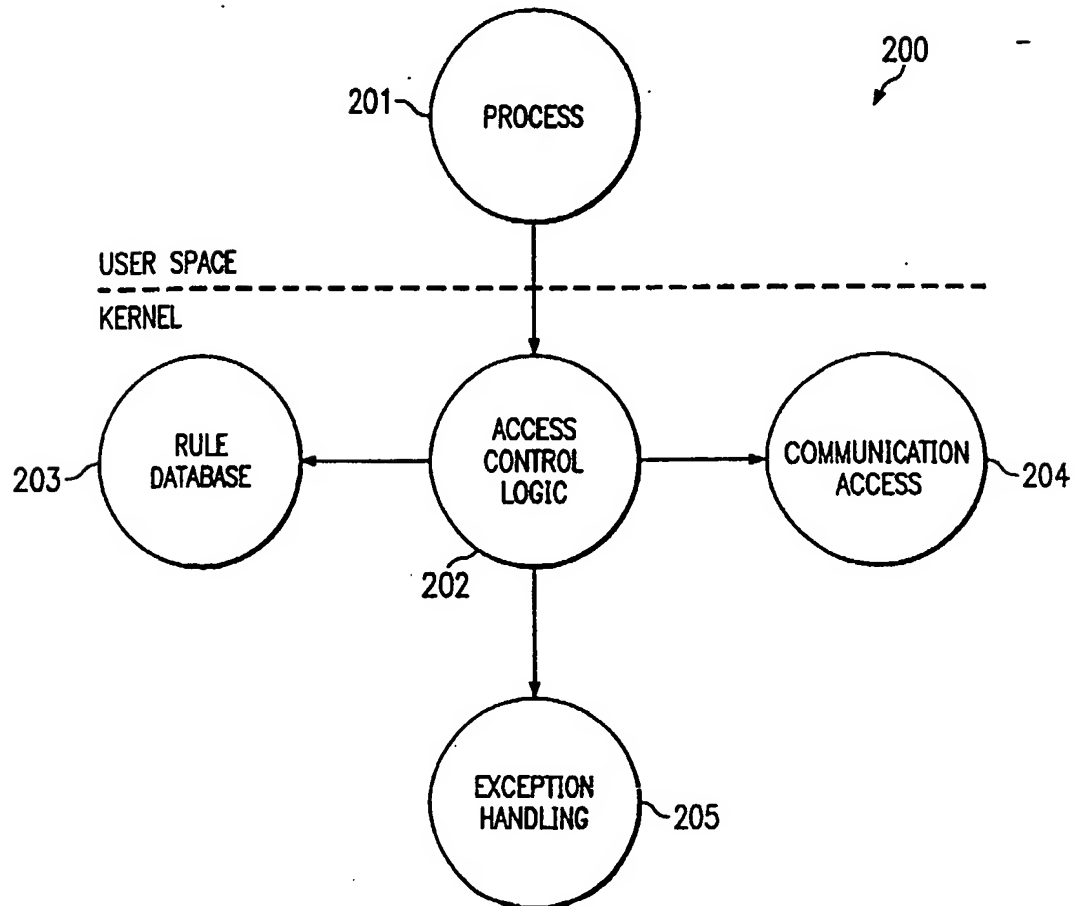 200
201
PROCESS
USER SPACE
KERNEL
RULE
DATABASE
203
ACCESS
CONTROL
LOGIC
202
COMMUNICATION
ACCESS
204
EXCEPTION
HANDLING
205